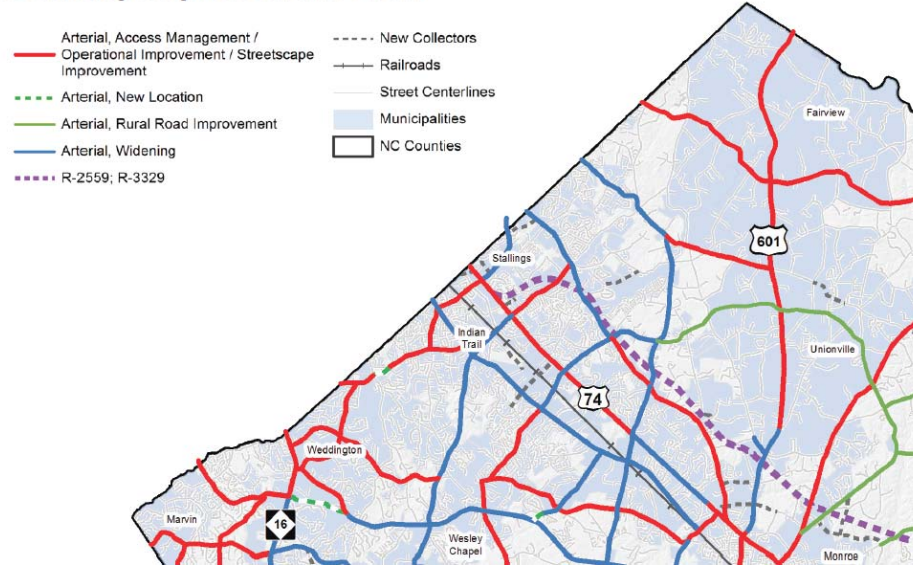 Arterial, Access Management /
Operational Improvement / Streetscape
Improvement
Arterial, New Location
Arterial, Rural Road Improvement
Arterial, Widening
R-2559; R-3329
New Collectors
Railroads
Street Centerlines
Municipalities
NC Counties
Fairview
601
Stallings
Indian
Trail
Unionville
74
Weddington
Marvin
16
Wesley
Chapel
Monroe